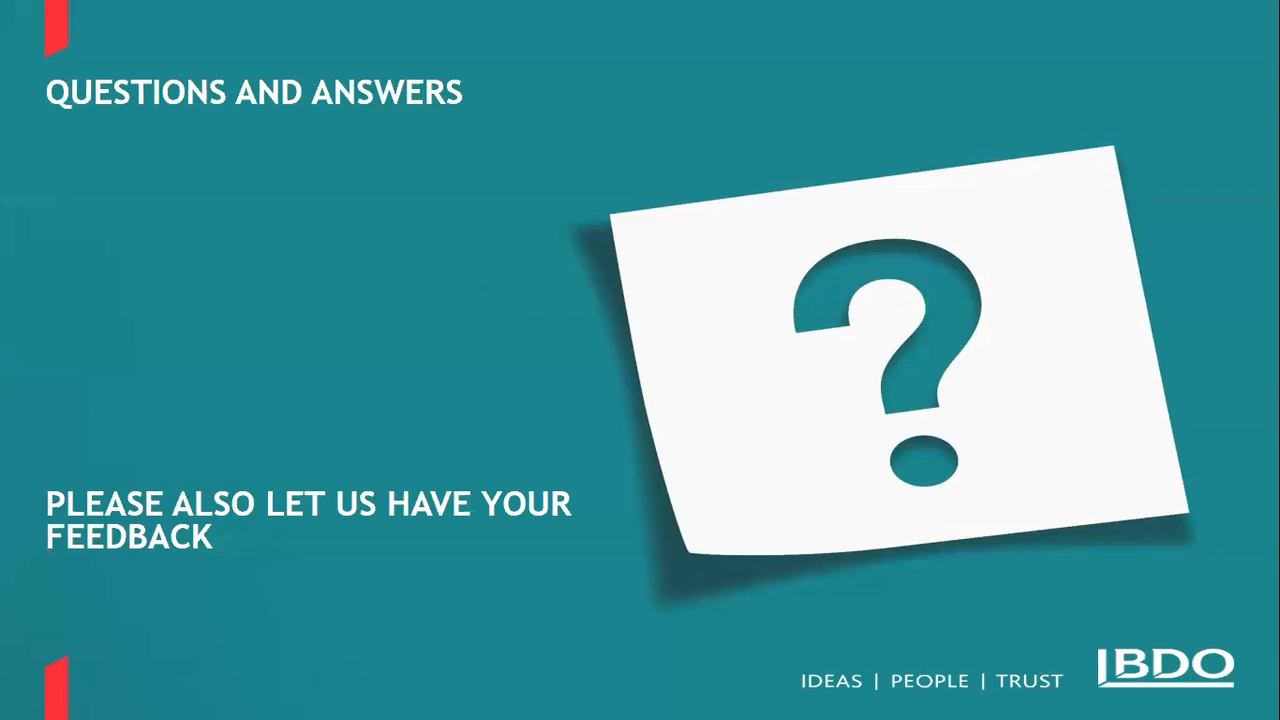 QUESTIONS AND ANSWERS
?
PLEASE ALSO LET US HAVE YOUR
FEEDBACK
IDEAS | PEOPLE | TRUST
BDO